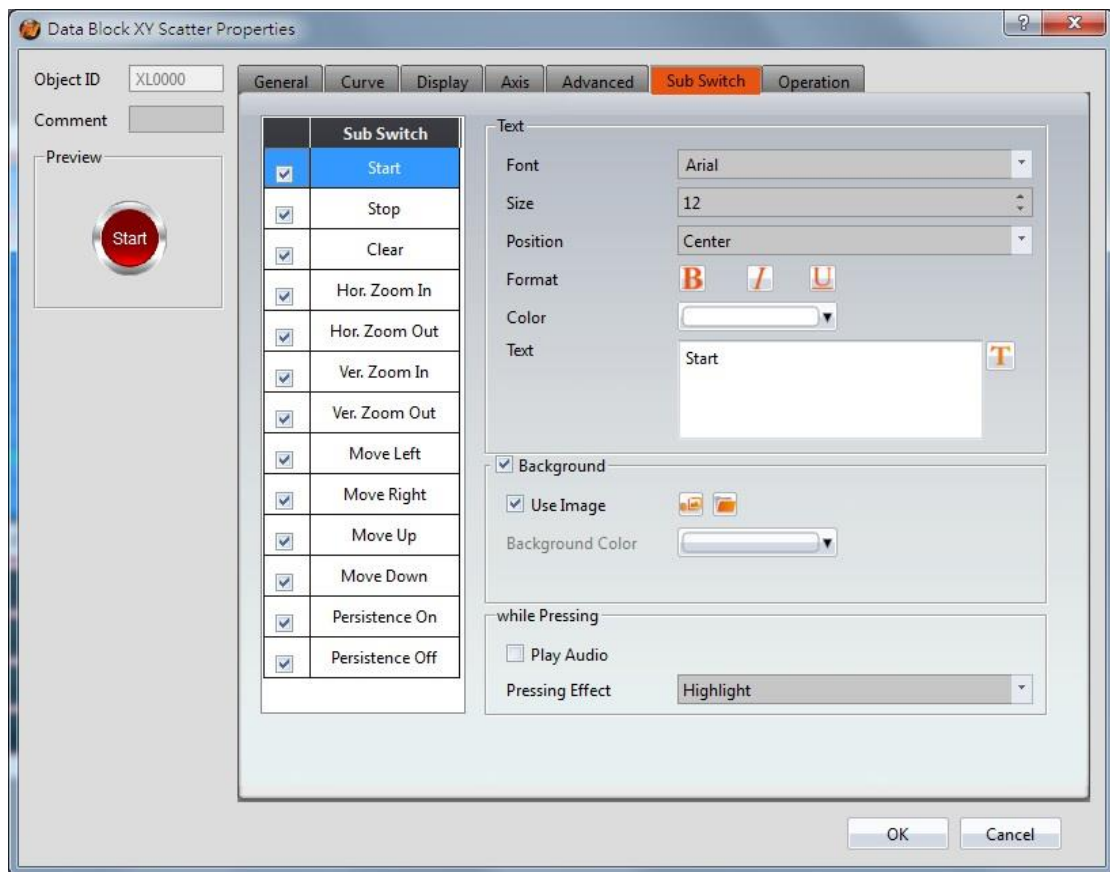 Data Block XY Scatter Properties
?
Object ID XL0000
Comment
Preview
Start
General Curve Display Axis Advanced Sub Switch Operation
Sub Switch
Start
Stop
Clear
Hor. Zoom In
Hor. Zoom Out
Ver. Zoom In
Ver. Zoom Out
Move Left
Move Right
Move Up
Move Down
Persistence On
Persistence Off
Text
Font Arial
Size 12
Position Center
Format B I U
Color
Text Start T
Background
Use Image
Background Color
while Pressing
Play Audio
Pressing Effect Highlight
OK Cancel